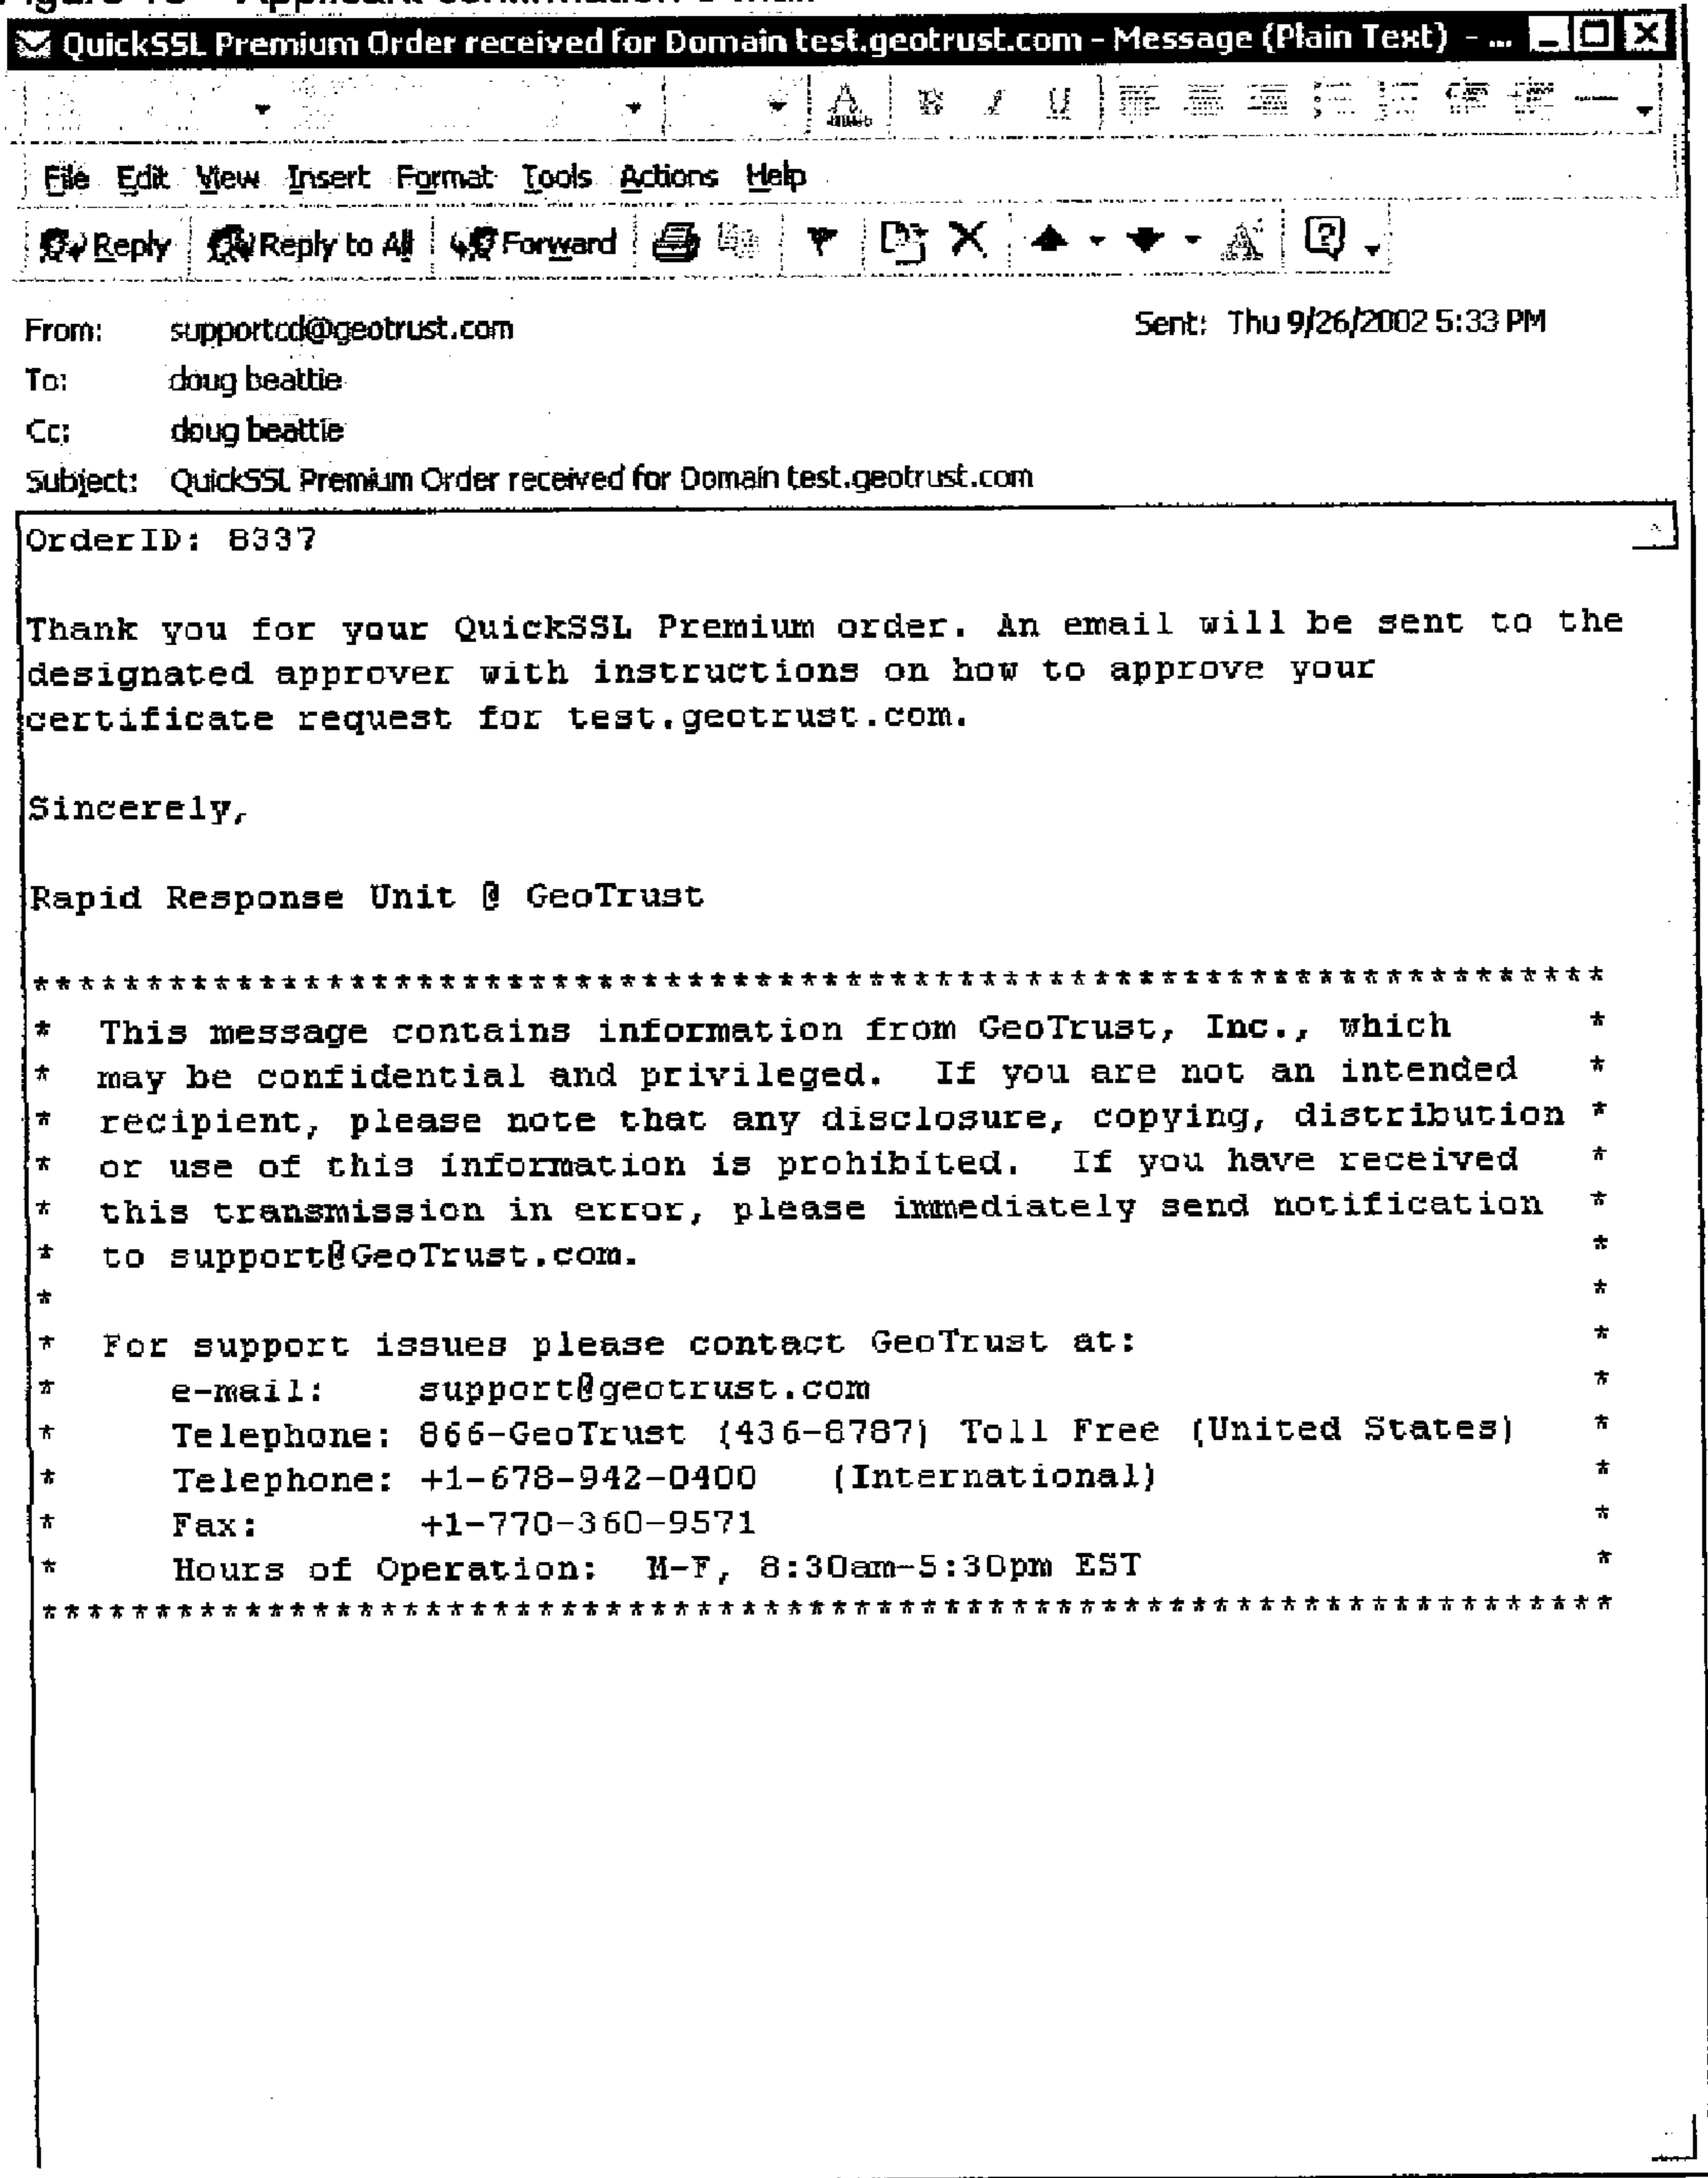 QuickSSL Premium Order received for Domain test.geotrust.com - Message (Plain Text) - ...
A B I U
File Edit View Insert Format Tools Actions Help
Reply Reply to All Forward
From: supportcd@geotrust.com Sent: Thu 9/26/2002 5:33 PM
To: doug beattie
Cc: doug beattie
Subject: QuickSSL Premium Order received for Domain test.geotrust.com
OrderID: 8337
Thank you for your QuickSSL Premium order. An email will be sent to the
designated approver with instructions on how to approve your
certificate request for test.geotrust.com.
Sincerely,
Rapid Response Unit @ GeoTrust
**********************************************************************
* This message contains information from GeoTrust, Inc., which *
* may be confidential and privileged. If you are not an intended *
* recipient, please note that any disclosure, copying, distribution *
* or use of this information is prohibited. If you have received *
* this transmission in error, please immediately send notification *
* to support@GeoTrust.com. *
* *
* For support issues please contact GeoTrust at: *
* e-mail: support@geotrust.com *
* Telephone: 866-GeoTrust (436-8787) Toll Free (United States) *
* Telephone: +1-678-942-0400 (International) *
* Fax: +1-770-360-9571 *
* Hours of Operation: M-F, 8:30am-5:30pm EST *
**********************************************************************